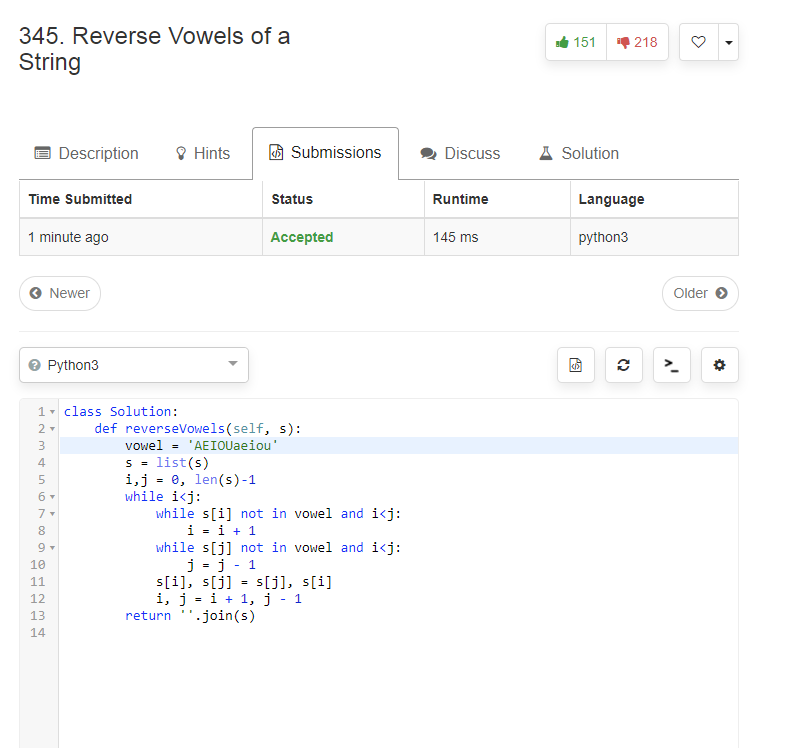 345. Reverse Vowels of a
String
151 218
Description Hints Submissions Discuss Solution
Time Submitted Status Runtime Language
1 minute ago Accepted 145 ms python3
Newer Older
Python3
1 class Solution:
2     def reverseVowels(self, s):
3         vowel = 'AEIOUaeiou'
4         s = list(s)
5         i,j = 0, len(s)-1
6         while i<j:
7             while s[i] not in vowel and i<j:
8                 i = i + 1
9             while s[j] not in vowel and i<j:
10                 j = j - 1
11             s[i], s[j] = s[j], s[i]
12             i, j = i + 1, j - 1
13         return ''.join(s)
14